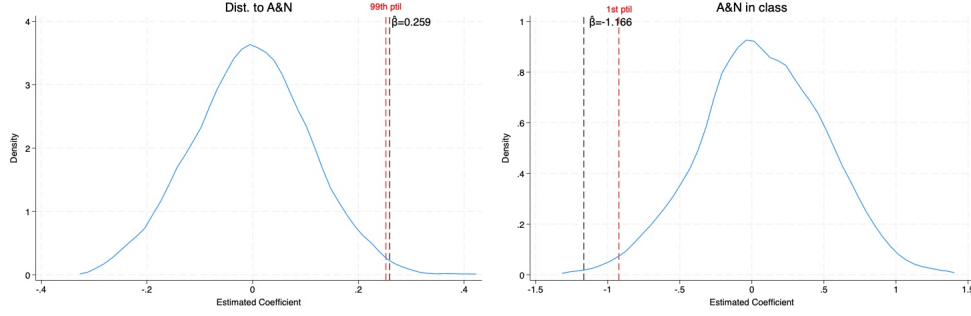 Dist. to A&N
99th ptil
β̂=0.259
4
3
2
1
0
Density
-.4 -.2 0 .2 .4
Estimated Coefficient
A&N in class
1st ptil
β̂=-1.166
1
.8
.6
.4
.2
0
Density
-1.5 -1 -.5 0 .5 1 1.5
Estimated Coefficient